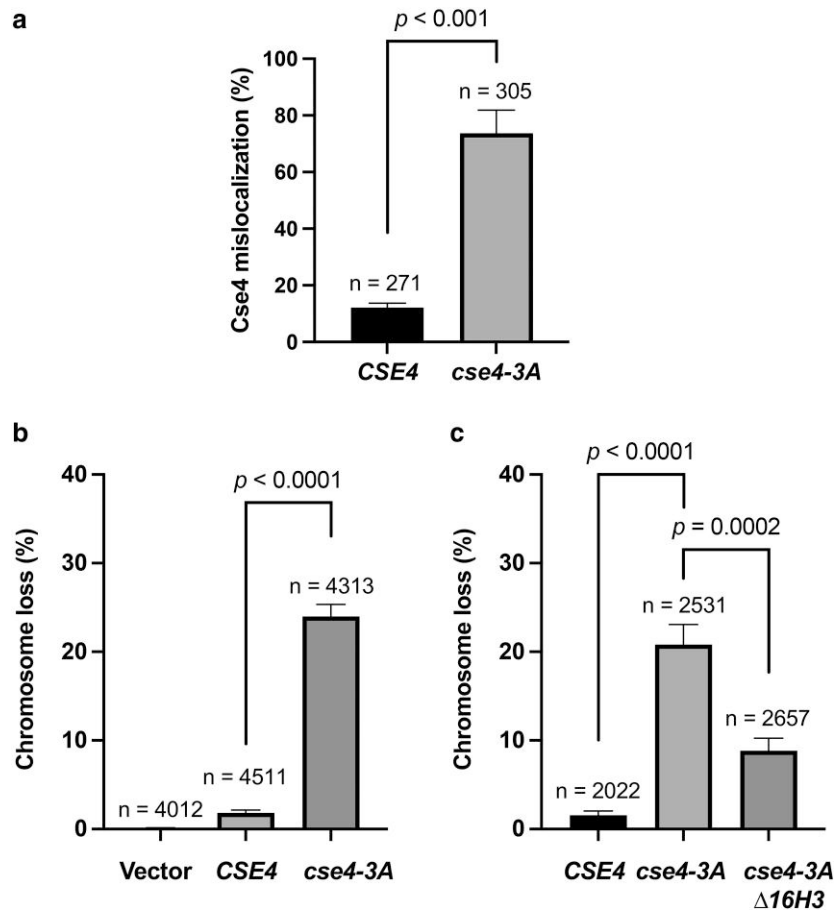 a
p < 0.001
Cse4 mislocalization (%)
100
80
60
40
20
0
n = 271
n = 305
CSE4
cse4-3A
b
Chromosome loss (%)
40
30
20
10
0
p < 0.0001
n = 4012
n = 4511
n = 4313
Vector
CSE4
cse4-3A
c
Chromosome loss (%)
40
30
20
10
0
p < 0.0001
p = 0.0002
n = 2022
n = 2531
n = 2657
CSE4
cse4-3A
cse4-3A
Δ16H3